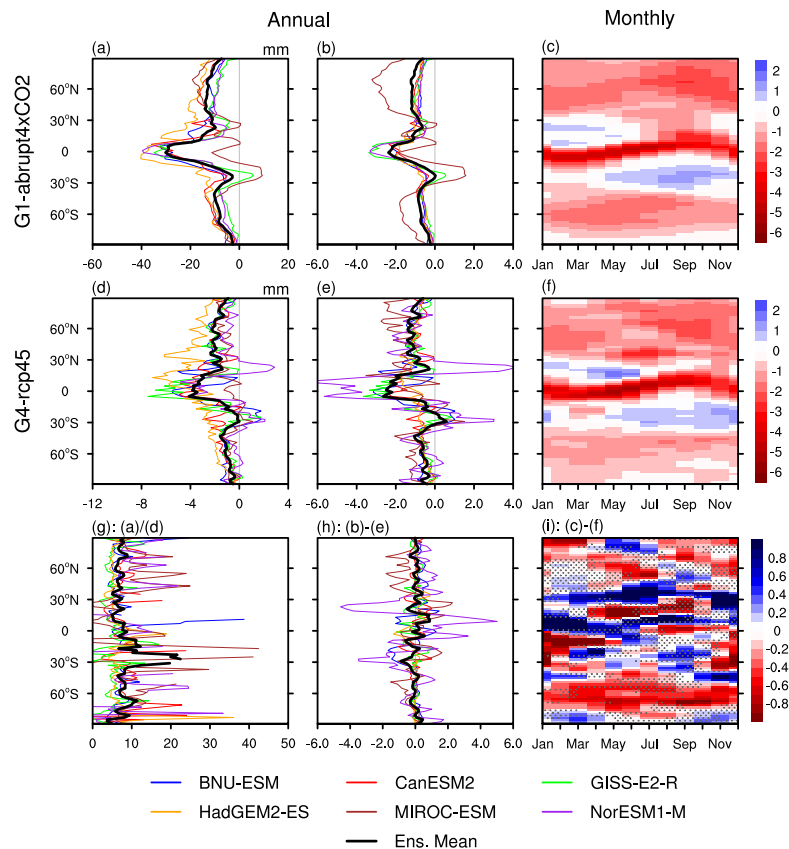 Annual Monthly
(a) mm (b) (c)
G1-abrupt4xCO2
60°N
30°N
0
30°S
60°S
-60 -40 -20 0 20
-6.0 -4.0 -2.0 0.0 2.0 4.0
Jan Mar May Jul Sep Nov
2
1
0
-1
-2
-3
-4
-5
-6
(d) mm (e) (f)
G4-rcp45
60°N
30°N
0
30°S
60°S
-12 -8 -4 0 4
-6.0 -4.0 -2.0 0.0 2.0 4.0
Jan Mar May Jul Sep Nov
2
1
0
-1
-2
-3
-4
-5
-6
(g): (a)/(d) (h): (b)-(e) (i): (c)-(f)
60°N
30°N
0
30°S
60°S
0 10 20 30 40 50
-6.0 -4.0 -2.0 0.0 2.0 4.0 6.0
Jan Mar May Jul Sep Nov
0.8
0.6
0.4
0.2
0
-0.2
-0.4
-0.6
-0.8
BNU-ESM CanESM2 GISS-E2-R
HadGEM2-ES MIROC-ESM NorESM1-M
Ens. Mean